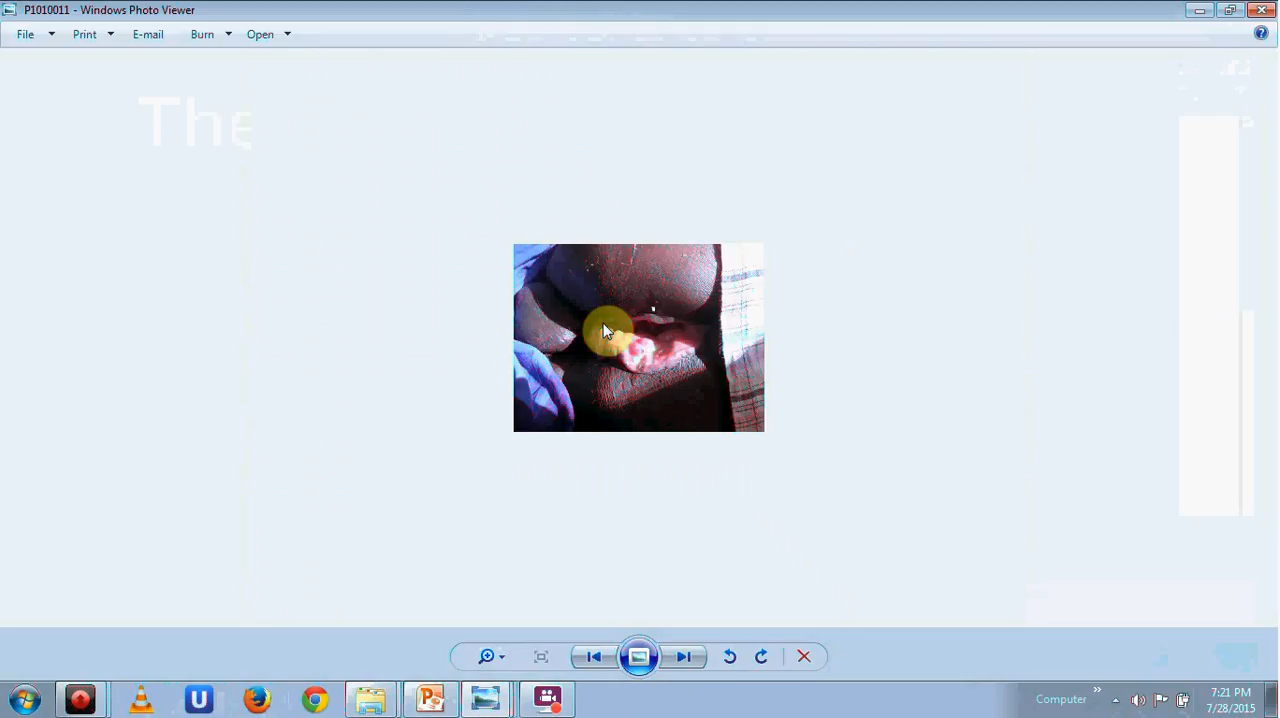 P1010011 - Windows Photo Viewer
File Print E-mail Burn Open
The
Computer
7:21 PM
7/28/2015